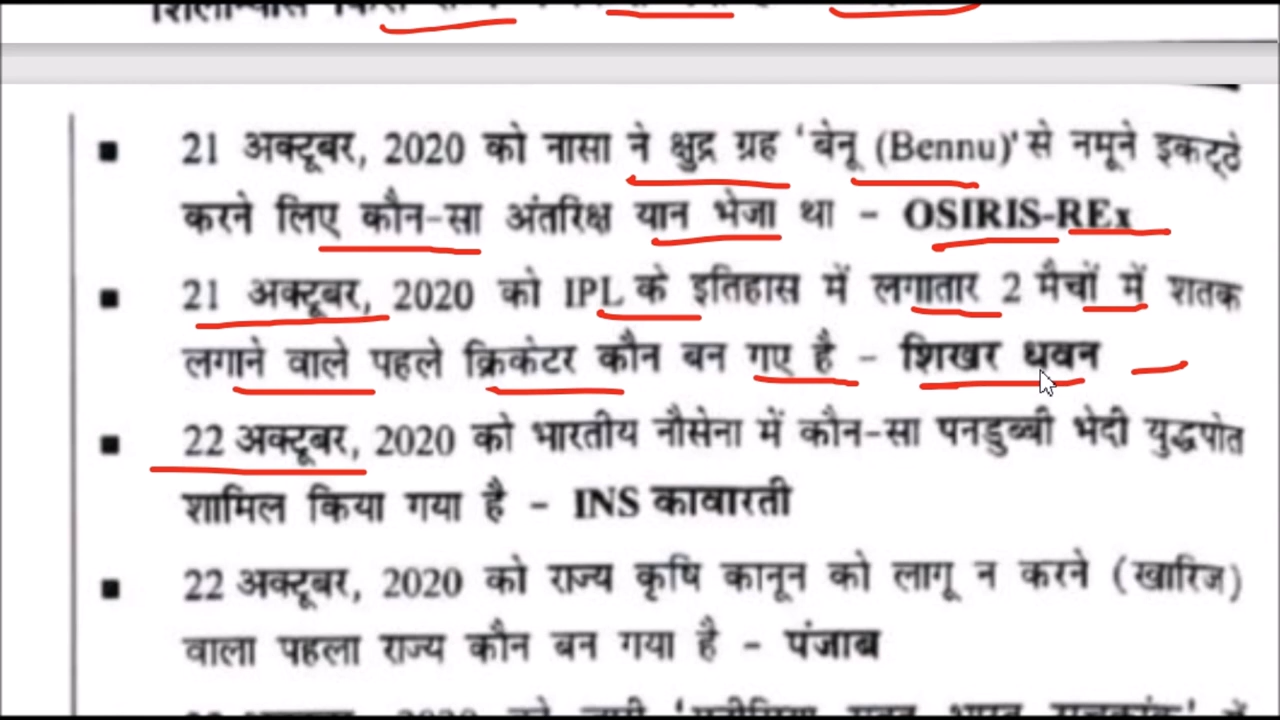 शिलान्यास किस राज्य
21 अक्टूबर, 2020 को नासा ने क्षुद्र ग्रह 'बेनू (Bennu)' से नमूने इकट्ठे
करने लिए कौन-सा अंतरिक्ष यान भेजा था - OSIRIS-REx
21 अक्टूबर, 2020 को IPL के इतिहास में लगातार 2 मैचों में शतक
लगाने वाले पहले क्रिकेटर कौन बन गए है - शिखर धवन
22 अक्टूबर, 2020 को भारतीय नौसेना में कौन-सा पनडुब्बी भेदी युद्धपोत
शामिल किया गया है - INS कावारती
22 अक्टूबर, 2020 को राज्य कृषि कानून को लागू न करने (खारिज)
वाला पहला राज्य कौन बन गया है - पंजाब
2020 को जारी